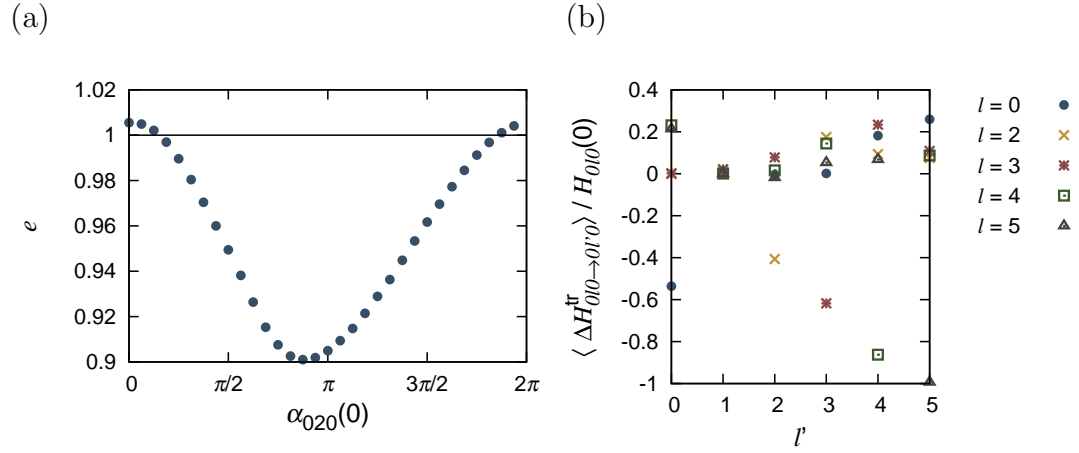 (a)
(b)
1.02
1
0.98
0.96
0.94
0.92
0.9
e
0
π/2
π
3π/2
2π
α020(0)
0.4
0.2
0
-0.2
-0.4
-0.6
-0.8
-1
⟨ ΔH^tr_0l0→0l'0⟩ / H_0l0(0)
0
1
2
3
4
5
l'
l = 0
l = 2
l = 3
l = 4
l = 5